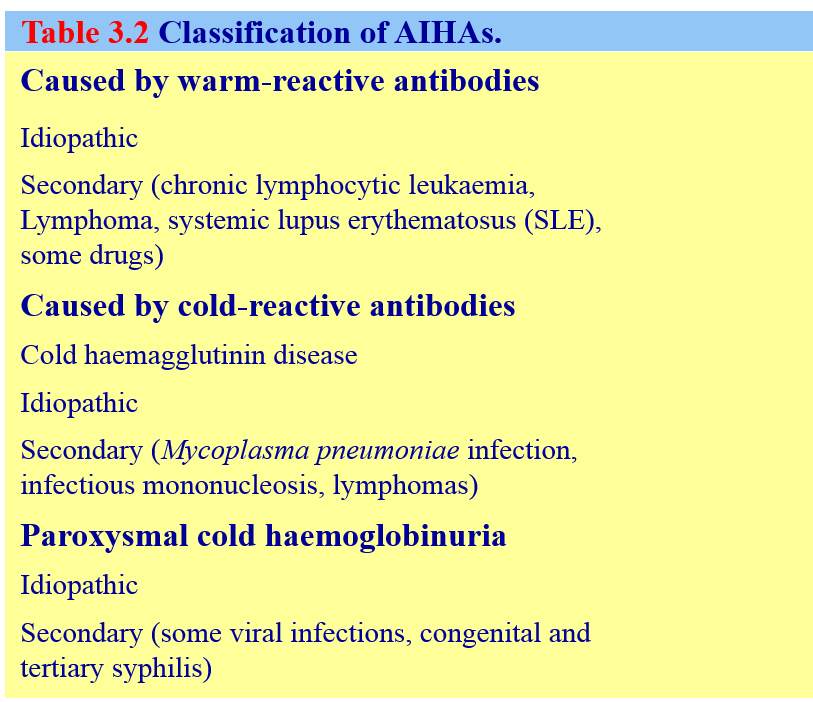 Table 3.2 Classification of AIHAs.
Caused by warm-reactive antibodies
Idiopathic
Secondary (chronic lymphocytic leukaemia,
Lymphoma, systemic lupus erythematosus (SLE),
some drugs)
Caused by cold-reactive antibodies
Cold haemagglutinin disease
Idiopathic
Secondary (Mycoplasma pneumoniae infection,
infectious mononucleosis, lymphomas)
Paroxysmal cold haemoglobinuria
Idiopathic
Secondary (some viral infections, congenital and
tertiary syphilis)